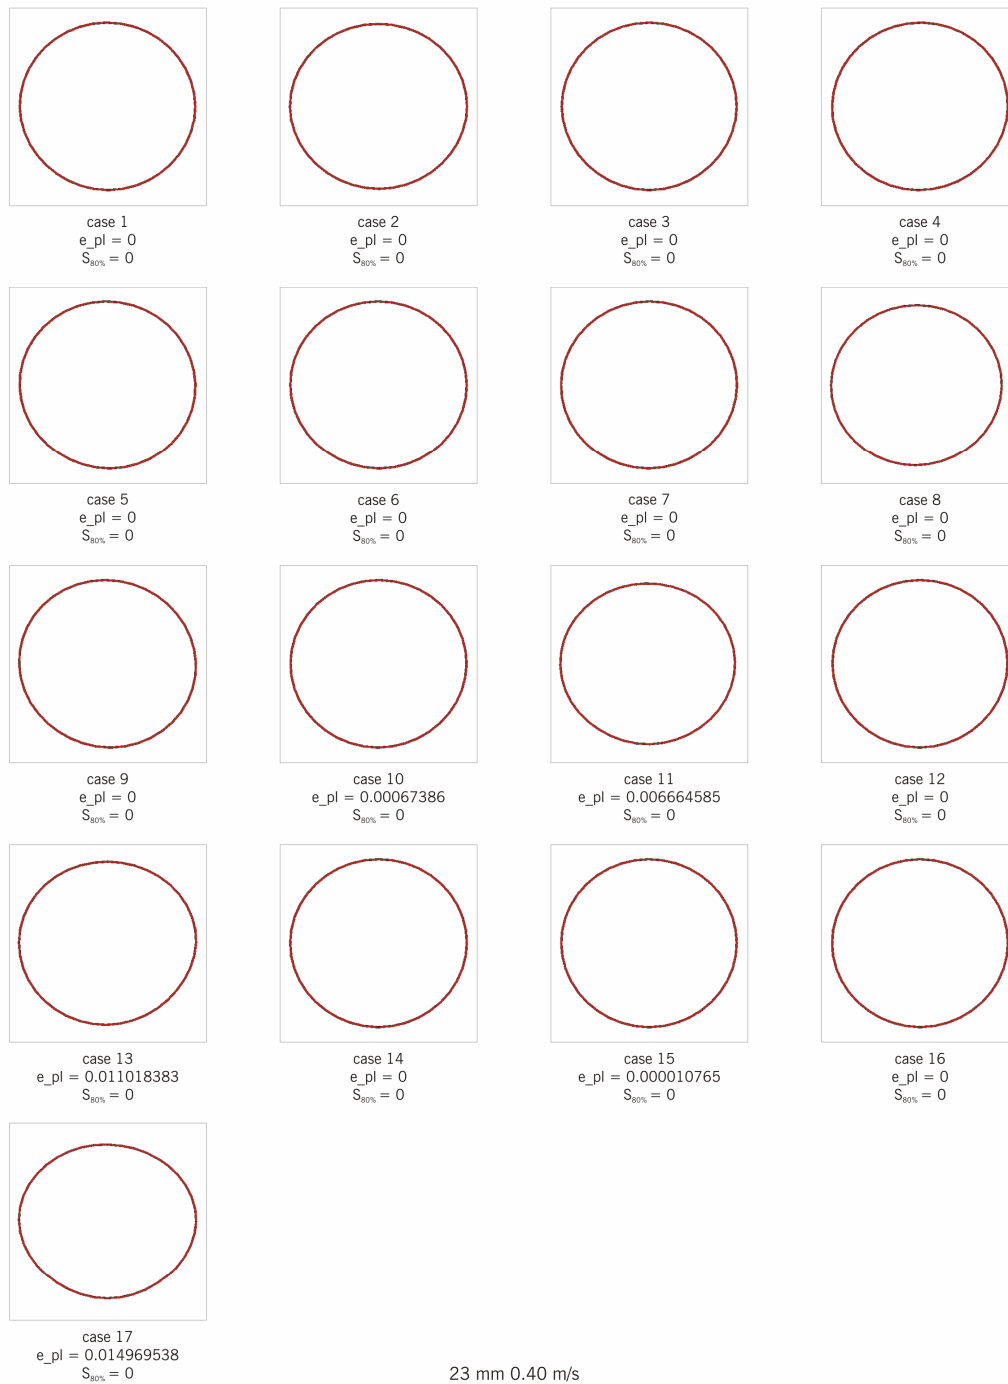 case 1
e_pl = 0
S80% = 0
case 2
e_pl = 0
S80% = 0
case 3
e_pl = 0
S80% = 0
case 4
e_pl = 0
S80% = 0
case 5
e_pl = 0
S80% = 0
case 6
e_pl = 0
S80% = 0
case 7
e_pl = 0
S80% = 0
case 8
e_pl = 0
S80% = 0
case 9
e_pl = 0
S80% = 0
case 10
e_pl = 0.00067386
S80% = 0
case 11
e_pl = 0.006664585
S80% = 0
case 12
e_pl = 0
S80% = 0
case 13
e_pl = 0.011018383
S80% = 0
case 14
e_pl = 0
S80% = 0
case 15
e_pl = 0.000010765
S80% = 0
case 16
e_pl = 0
S80% = 0
case 17
e_pl = 0.014969538
S80% = 0
23 mm 0.40 m/s